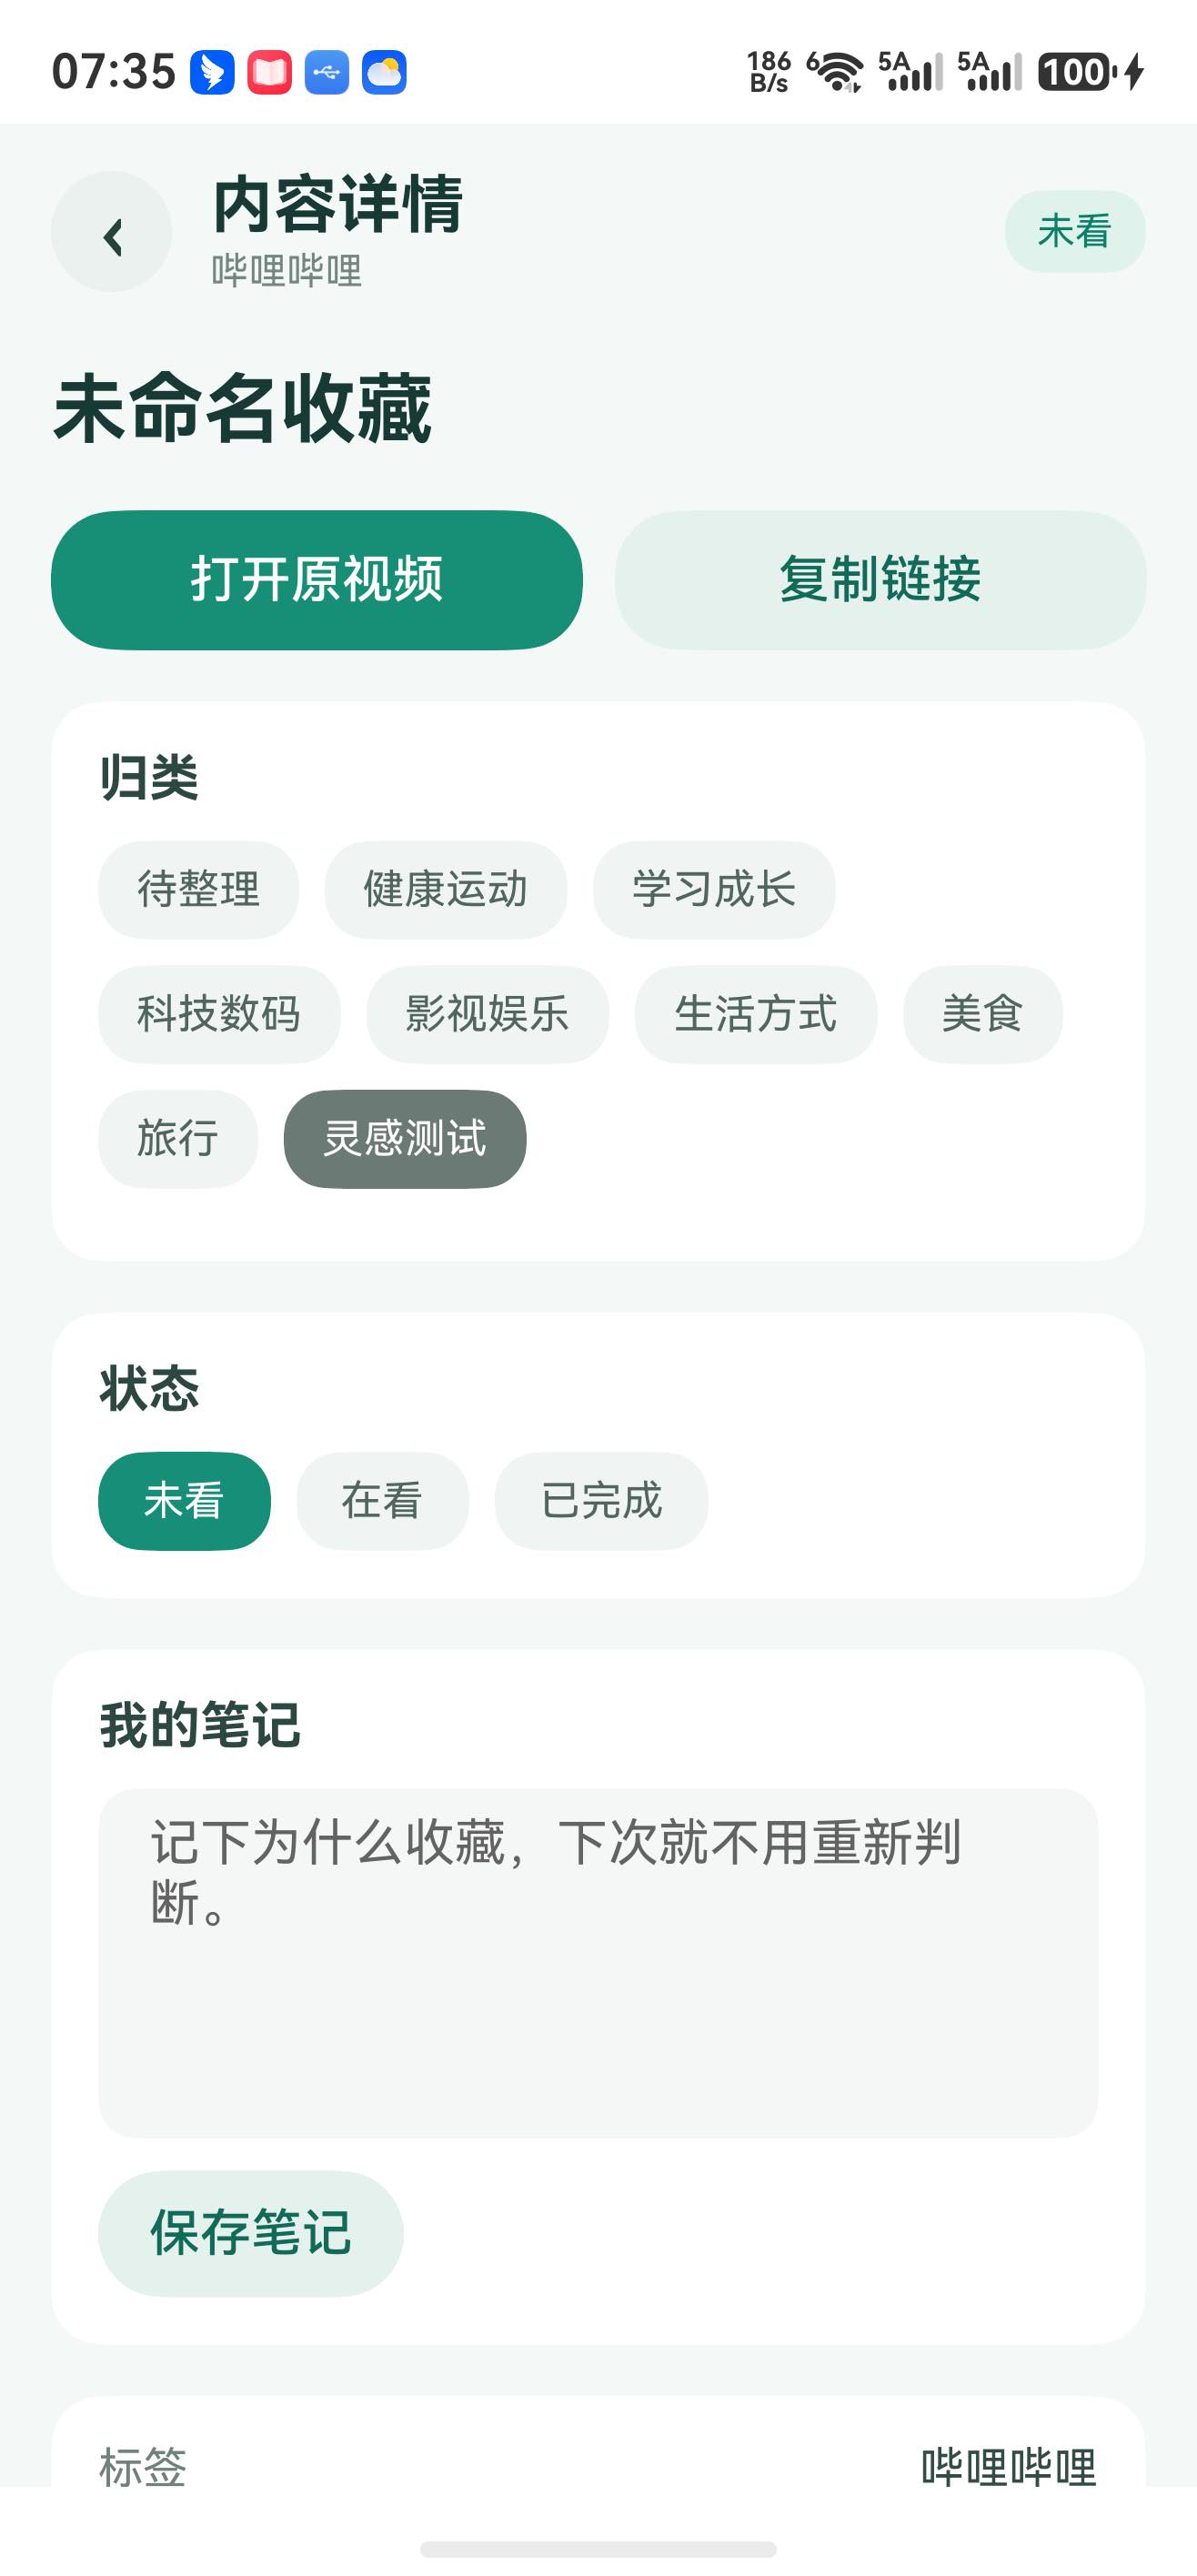 07:35
186 B/s 6 5A 5A 100
内容详情
哔哩哔哩
未看
未命名收藏
打开原视频 复制链接
归类
待整理 健康运动 学习成长
科技数码 影视娱乐 生活方式 美食
旅行 灵感测试
状态
未看 在看 已完成
我的笔记
记下为什么收藏，下次就不用重新判
断。
保存笔记
标签 哔哩哔哩